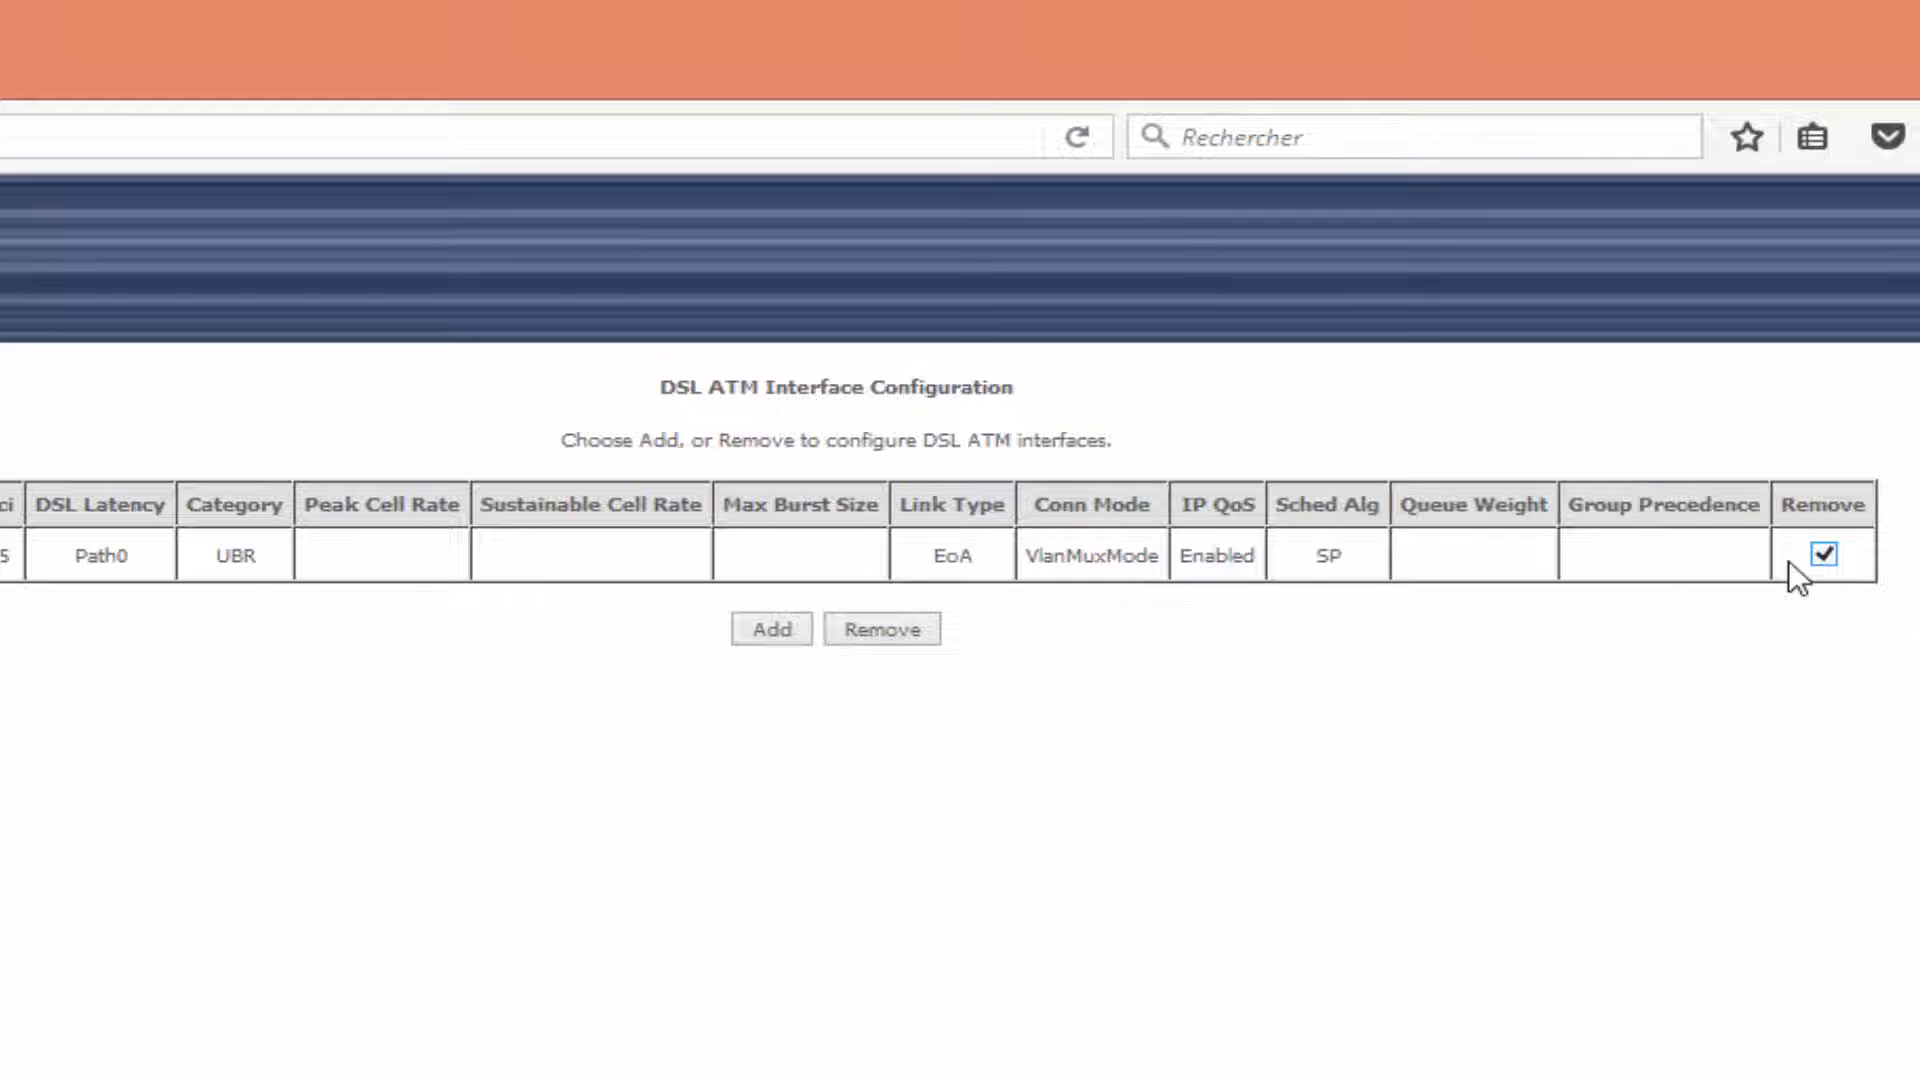 Rechercher
DSL ATM Interface Configuration
Choose Add, or Remove to configure DSL ATM interfaces.
ci DSL Latency Category Peak Cell Rate Sustainable Cell Rate Max Burst Size Link Type Conn Mode IP QoS Sched Alg Queue Weight Group Precedence Remove
5 Path0 UBR EoA VlanMuxMode Enabled SP
Add Remove